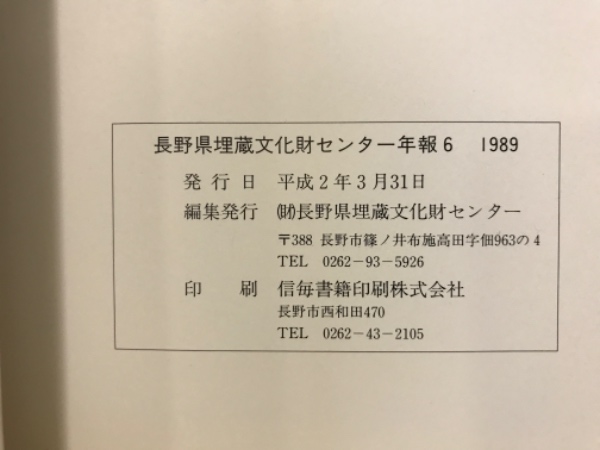 長野県埋蔵文化財センター年報6 1989
発行日 平成2年3月31日
編集発行 ㈶長野県埋蔵文化財センター
〒388 長野市篠ノ井布施高田字佃963の4
TEL 0262-93-5926
印刷 信毎書籍印刷株式会社
長野市西和田470
TEL 0262-43-2105